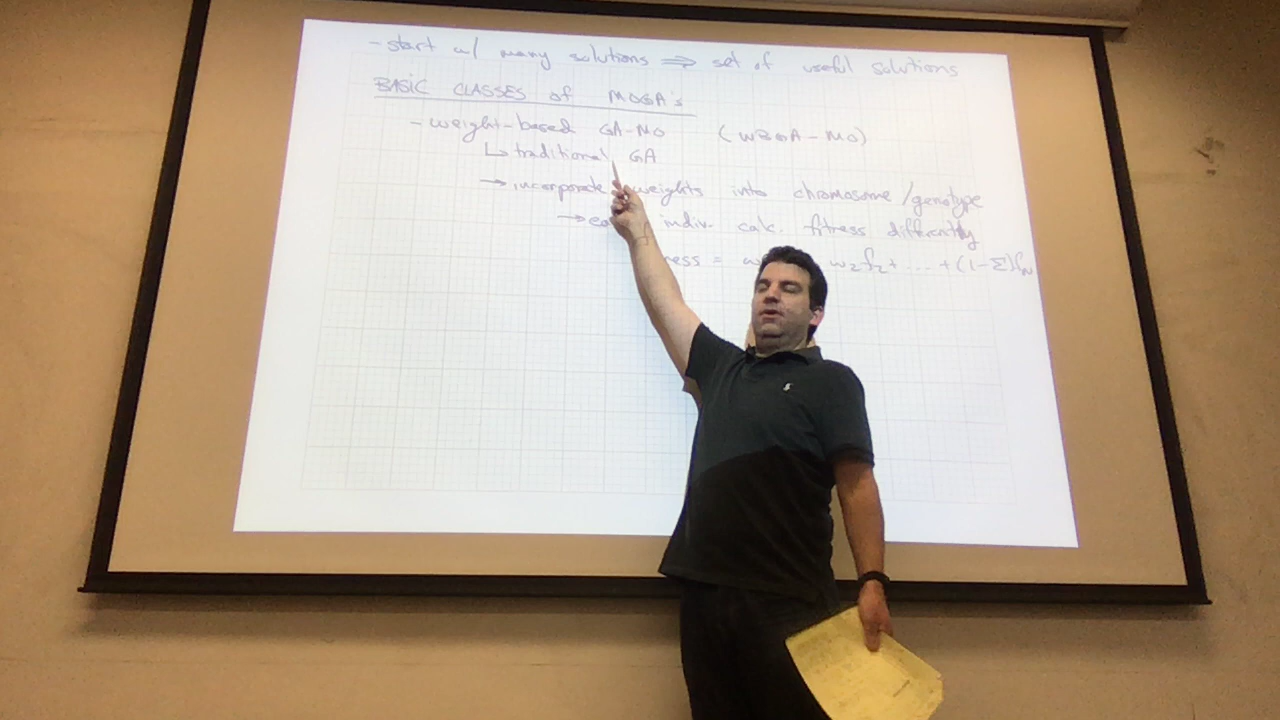 - start w/ many solutions ⇒ set of useful solutions
BASIC CLASSES of MOGA's
- weight-based GA-MO (WBGA-MO)
↳ traditional GA
→ incorporate weights into chromosome/genotype
→ indiv. calc. fitness differently
= w₂f₂ + ... + (1-Σ)fₙ